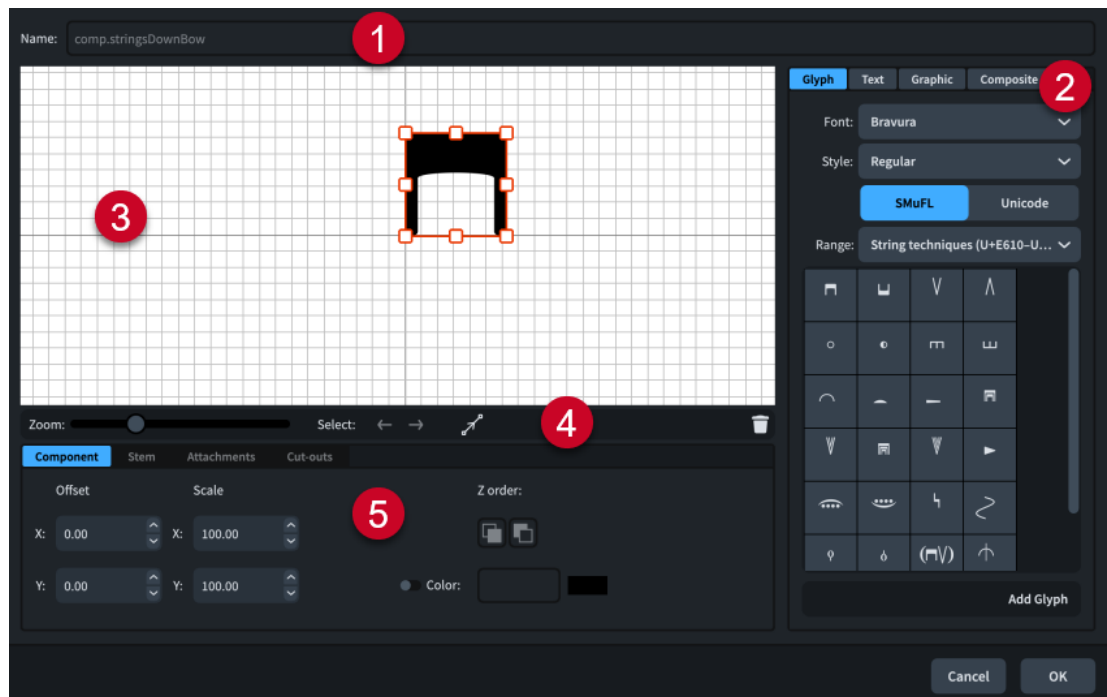 Name: comp.stringsDownBow
1
Glyph Text Graphic Composite
2
Font: Bravura
Style: Regular
SMuFL Unicode
Range: String techniques (U+E610–U...
3
Zoom: Select:
4
Component Stem Attachments Cut-outs
Offset Scale Z order:
5
X: 0.00 X: 100.00
Y: 0.00 Y: 100.00 Color:
Add Glyph
Cancel OK